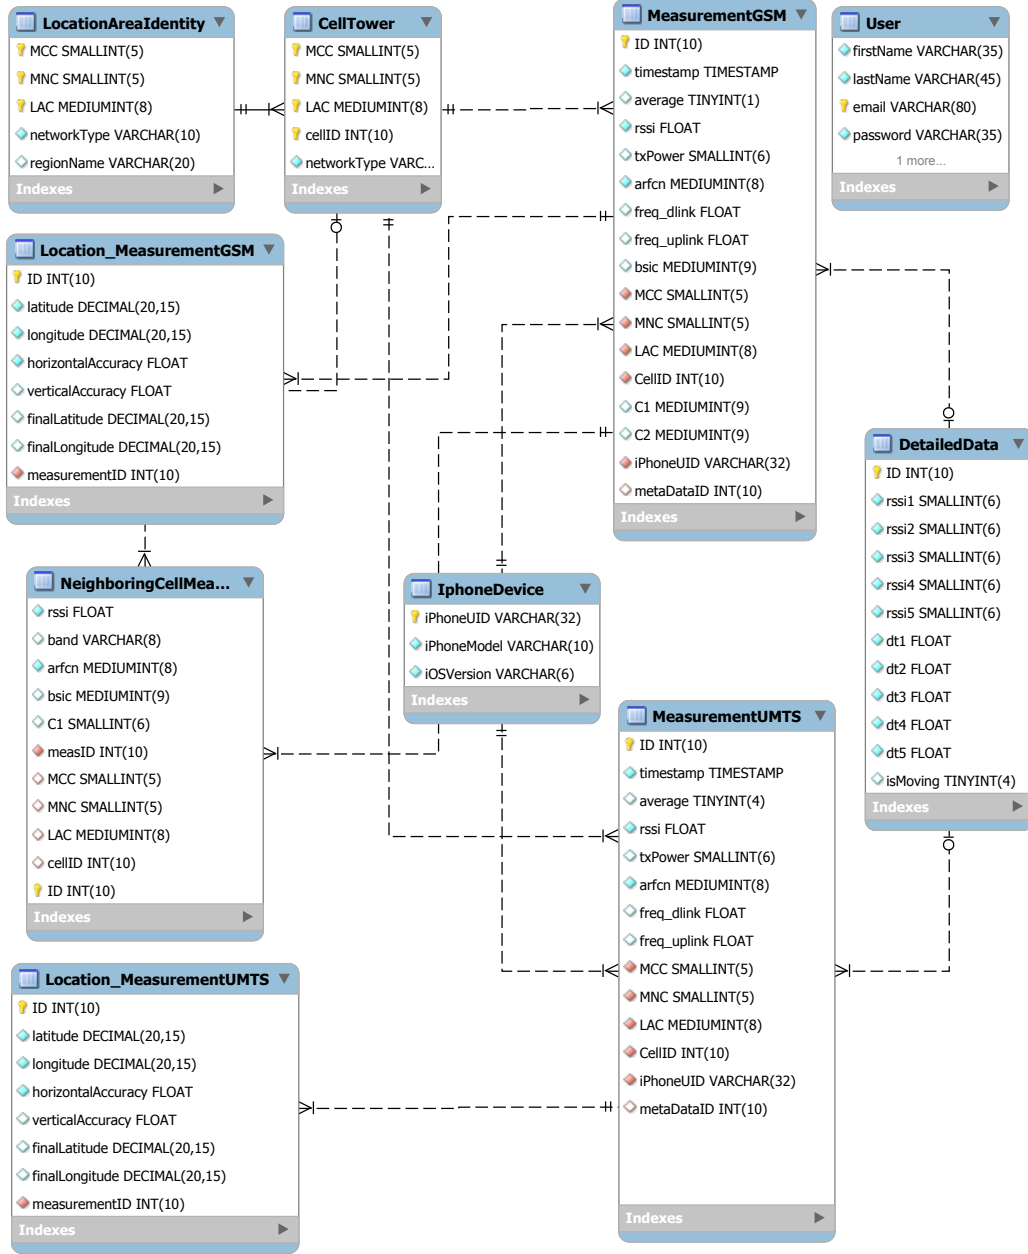 LocationAreaIdentity
MCC SMALLINT(5)
MNC SMALLINT(5)
LAC MEDIUMINT(8)
networkType VARCHAR(10)
regionName VARCHAR(20)
Indexes
CellTower
MCC SMALLINT(5)
MNC SMALLINT(5)
LAC MEDIUMINT(8)
cellID INT(10)
networkType VARC...
Indexes
MeasurementGSM
ID INT(10)
timestamp TIMESTAMP
average TINYINT(1)
rssi FLOAT
txPower SMALLINT(6)
arfcn MEDIUMINT(8)
freq_dlink FLOAT
freq_uplink FLOAT
bsic MEDIUMINT(9)
MCC SMALLINT(5)
MNC SMALLINT(5)
LAC MEDIUMINT(8)
CellID INT(10)
C1 MEDIUMINT(9)
C2 MEDIUMINT(9)
iPhoneUID VARCHAR(32)
metaDataID INT(10)
Indexes
User
firstName VARCHAR(35)
lastName VARCHAR(45)
email VARCHAR(80)
password VARCHAR(35)
1 more...
Indexes
Location_MeasurementGSM
ID INT(10)
latitude DECIMAL(20,15)
longitude DECIMAL(20,15)
horizontalAccuracy FLOAT
verticalAccuracy FLOAT
finalLatitude DECIMAL(20,15)
finalLongitude DECIMAL(20,15)
measurementID INT(10)
Indexes
DetailedData
ID INT(10)
rssi1 SMALLINT(6)
rssi2 SMALLINT(6)
rssi3 SMALLINT(6)
rssi4 SMALLINT(6)
rssi5 SMALLINT(6)
dt1 FLOAT
dt2 FLOAT
dt3 FLOAT
dt4 FLOAT
dt5 FLOAT
isMoving TINYINT(4)
Indexes
NeighboringCellMea...
rssi FLOAT
band VARCHAR(8)
arfcn MEDIUMINT(8)
bsic MEDIUMINT(9)
C1 SMALLINT(6)
measID INT(10)
MCC SMALLINT(5)
MNC SMALLINT(5)
LAC MEDIUMINT(8)
cellID INT(10)
ID INT(10)
Indexes
IphoneDevice
iPhoneUID VARCHAR(32)
iPhoneModel VARCHAR(10)
iOSVersion VARCHAR(6)
Indexes
MeasurementUMTS
ID INT(10)
timestamp TIMESTAMP
average TINYINT(4)
rssi FLOAT
txPower SMALLINT(6)
arfcn MEDIUMINT(8)
freq_dlink FLOAT
freq_uplink FLOAT
MCC SMALLINT(5)
MNC SMALLINT(5)
LAC MEDIUMINT(8)
CellID INT(10)
iPhoneUID VARCHAR(32)
metaDataID INT(10)
Indexes
Location_MeasurementUMTS
ID INT(10)
latitude DECIMAL(20,15)
longitude DECIMAL(20,15)
horizontalAccuracy FLOAT
verticalAccuracy FLOAT
finalLatitude DECIMAL(20,15)
finalLongitude DECIMAL(20,15)
measurementID INT(10)
Indexes